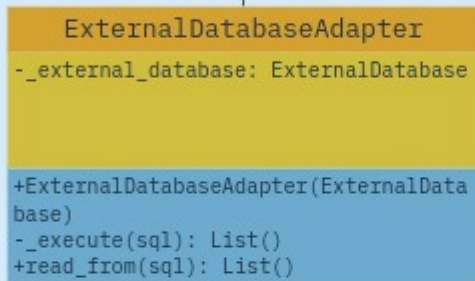 ExternalDatabaseAdapter
-_external_database: ExternalDatabase
+ExternalDatabaseAdapter(ExternalData
base)
-_execute(sql): List()
+read_from(sql): List()